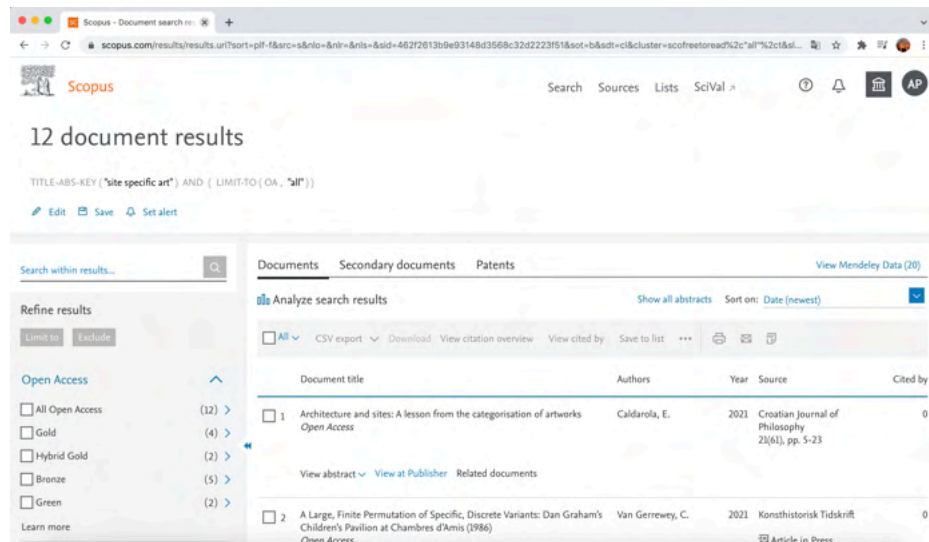 Scopus - Document search res
scopus.com/results/results.uri?sort=plf-f&src=s&nlo=&nlr=&nls=&sid=462f2613b9e93148d3568c32d2223f51&sot=b&sdt=cl&cluster=scofreetoread%2c"all"%2ct&sl...
Scopus
Search Sources Lists SciVal
AP
12 document results
TITLE-ABS-KEY ( "site specific art" ) AND ( LIMIT-TO ( OA , "all" ) )
Edit Save Set alert
Search within results...
Documents Secondary documents Patents
View Mendeley Data (20)
Refine results
Analyze search results
Show all abstracts Sort on: Date (newest)
Limit to Exclude
All CSV export Download View citation overview View cited by Save to list •••
Open Access
Document title Authors Year Source Cited by
All Open Access (12) >
Gold (4) >
Hybrid Gold (2) >
Bronze (5) >
Green (2) >
Learn more
1 Architecture and sites: A lesson from the categorisation of artworks Caldarola, E. 2021 Croatian Journal of 0
Open Access Philosophy
21(61), pp. 5-23
View abstract View at Publisher Related documents
2 A Large, Finite Permutation of Specific, Discrete Variants: Dan Graham's Van Gerrewey, C. 2021 Konsthistorisk Tidskrift 0
Children's Pavilion at Chambres d'Amis (1986)
Open Access Article in Press